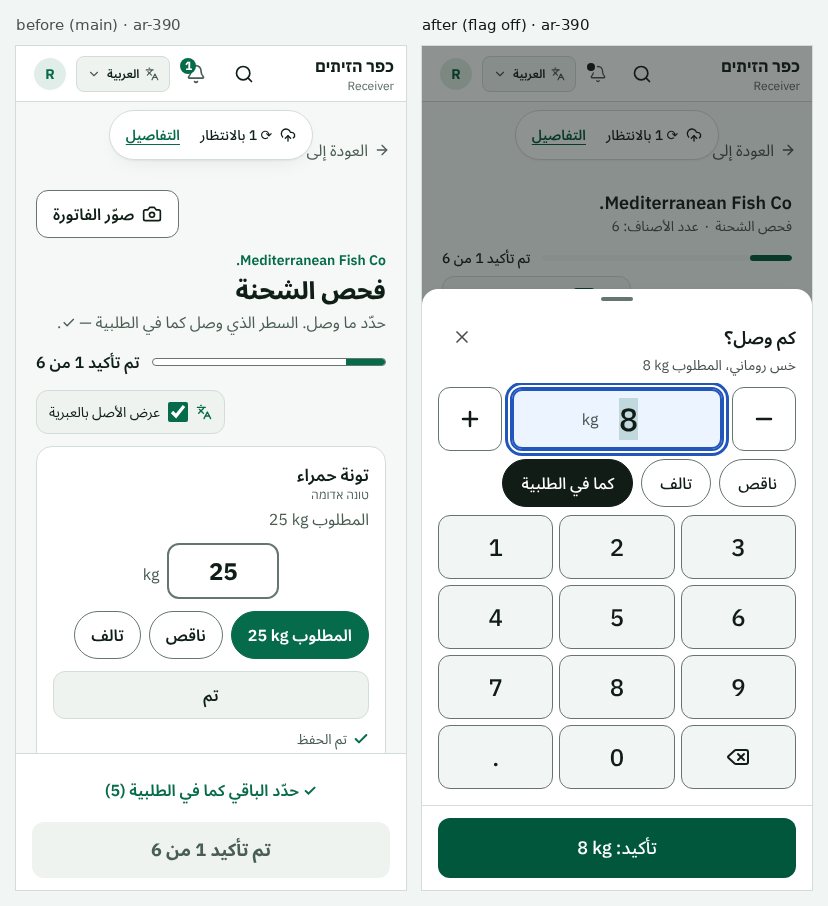 before (main) · ar-390
כפר הזיתים
Receiver
1
العربية
R
1 بالانتظار
التفاصيل
العودة إلى
صوّر الفاتورة
Mediterranean Fish Co.
فحص الشحنة
حدّد ما وصل. السطر الذي وصل كما في الطلبية — ✓.
تم تأكيد 1 من 6
عرض الأصل بالعبرية
تونة حمراء
טונה אדומה
المطلوب 25 kg
25
kg
المطلوب 25 kg
ناقص
تالف
تم
تم الحفظ
✓ حدّد الباقي كما في الطلبية (5)
تم تأكيد 1 من 6
after (flag off) · ar-390
כפר הזיתים
Receiver
العربية
R
1 بالانتظار
التفاصيل
العودة إلى
Mediterranean Fish Co.
فحص الشحنة · عدد الأصناف: 6
تم تأكيد 1 من 6
كم وصل؟
خس روماني، المطلوب 8 kg
−
8
kg
+
ناقص
تالف
كما في الطلبية
1 2 3
4 5 6
7 8 9
. 0
تأكيد: 8 kg